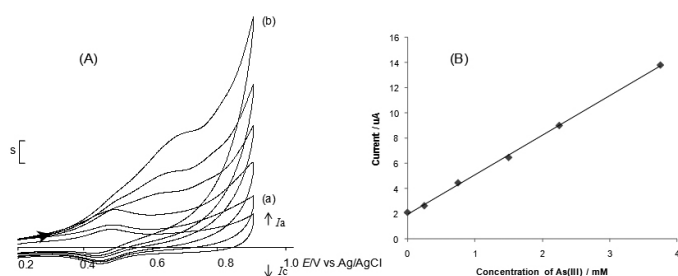 (A)
(b)
s
(a)
↑ Ia
0.2 0.4 0.6 0.8 1.0 E/V vs Ag/AgCl
↓ Ic
(B)
Current / uA
16
14
12
10
8
6
4
2
0
0 1 2 3 4
Concentration of As(III) / mM